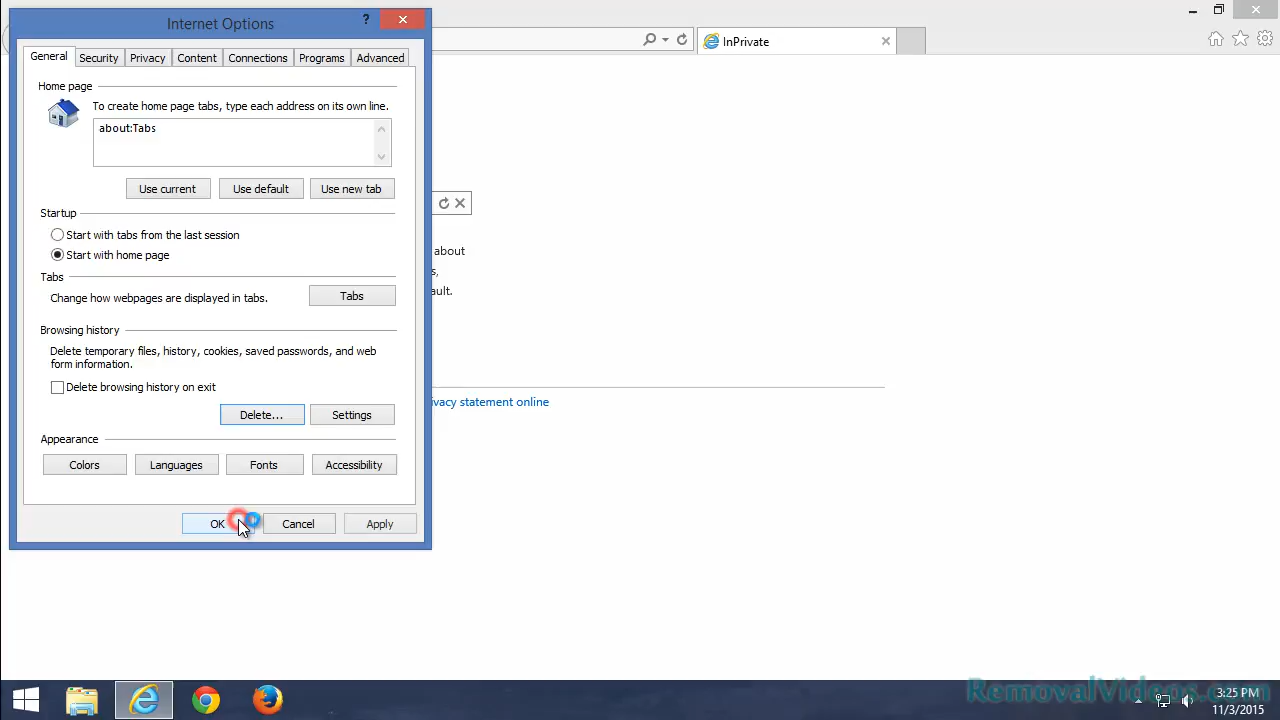 Internet Options
?
InPrivate
General
Security
Privacy
Content
Connections
Programs
Advanced
Home page
To create home page tabs, type each address on its own line.
about:Tabs
Use current
Use default
Use new tab
Startup
Start with tabs from the last session
Start with home page
about
s,
ault.
Tabs
Change how webpages are displayed in tabs.
Tabs
Browsing history
Delete temporary files, history, cookies, saved passwords, and web
form information.
Delete browsing history on exit
ivacy statement online
Delete...
Settings
Appearance
Colors
Languages
Fonts
Accessibility
OK
Cancel
Apply
RemovalVideos.com
3:25 PM
11/3/2015